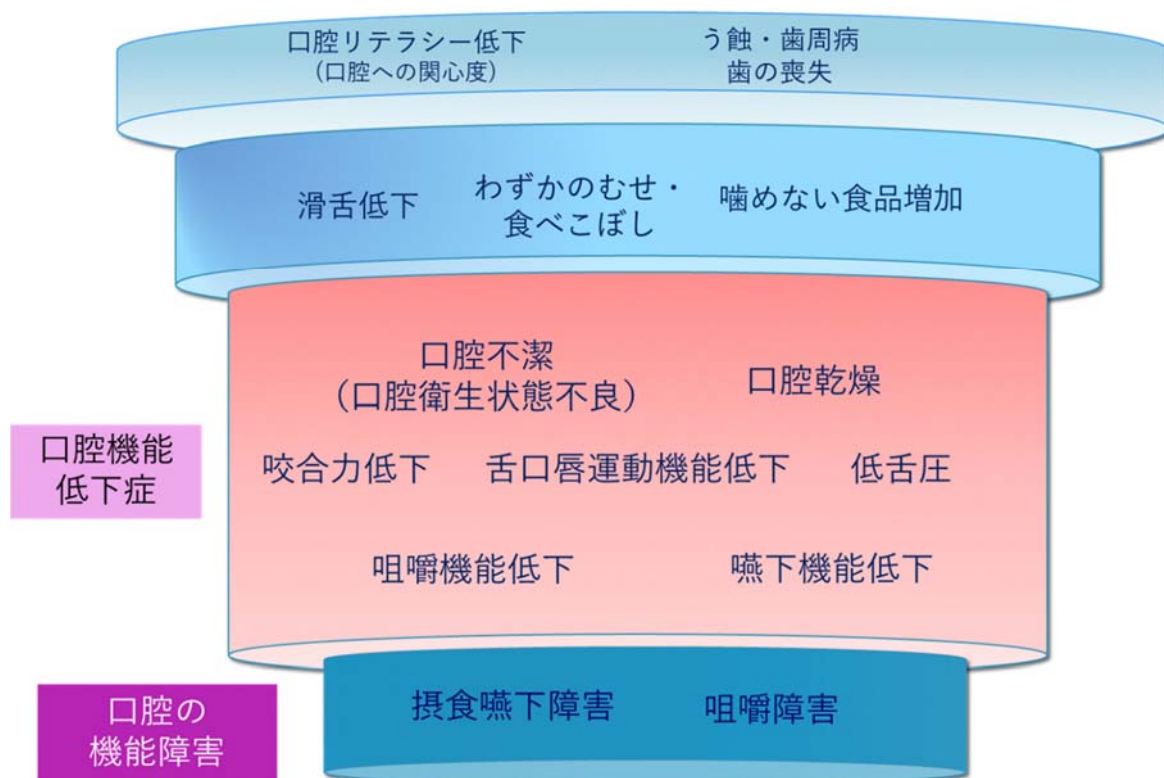 口腔リテラシー低下
(口腔への関心度)
う蝕・歯周病
歯の喪失
滑舌低下
わずかのむせ・
食べこぼし
噛めない食品増加
口腔不潔
（口腔衛生状態不良）
口腔乾燥
口腔機能
低下症
咬合力低下
舌口唇運動機能低下
低舌圧
咀嚼機能低下
嚥下機能低下
口腔の
機能障害
摂食嚥下障害
咀嚼障害